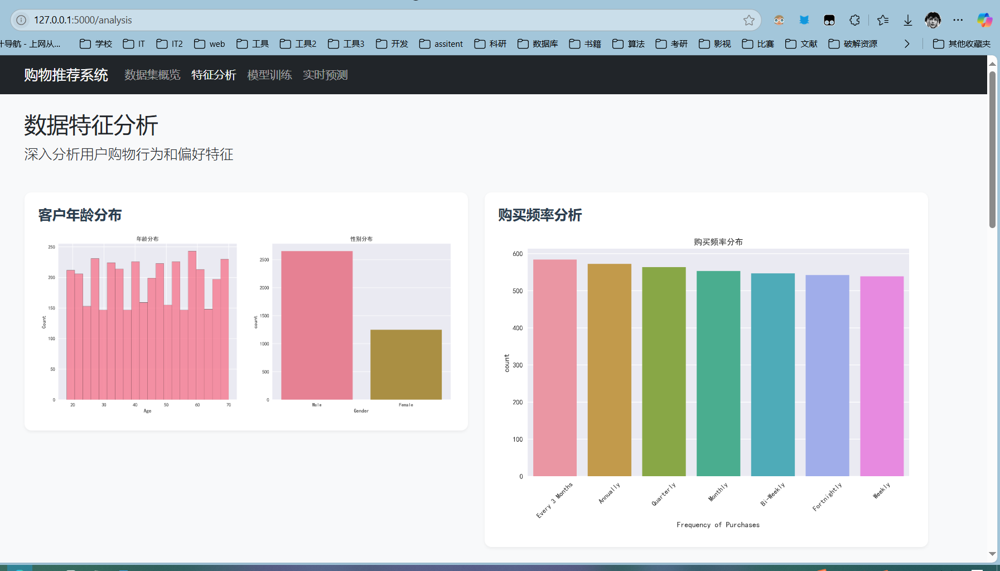 127.0.0.1:5000/analysis
导航 - 上网从... 学校 IT IT2 web 工具 工具2 工具3 开发 assitent 科研 数据库 书籍 算法 考研 影视 比赛 文献 破解资源 其他收藏夹
购物推荐系统 数据集概览 特征分析 模型训练 实时预测
数据特征分析
深入分析用户购物行为和偏好特征
客户年龄分布
年龄分布
250
200
150
100
50
0
Count
20 30 40 50 60 70
Age
性别分布
2500
2000
1500
1000
500
0
count
Male Female
Gender
购买频率分析
购买频率分布
600
500
400
300
200
100
0
count
Every 3 Months Annually Quarterly Monthly Bi-Weekly Fortnightly Weekly
Frequency of Purchases